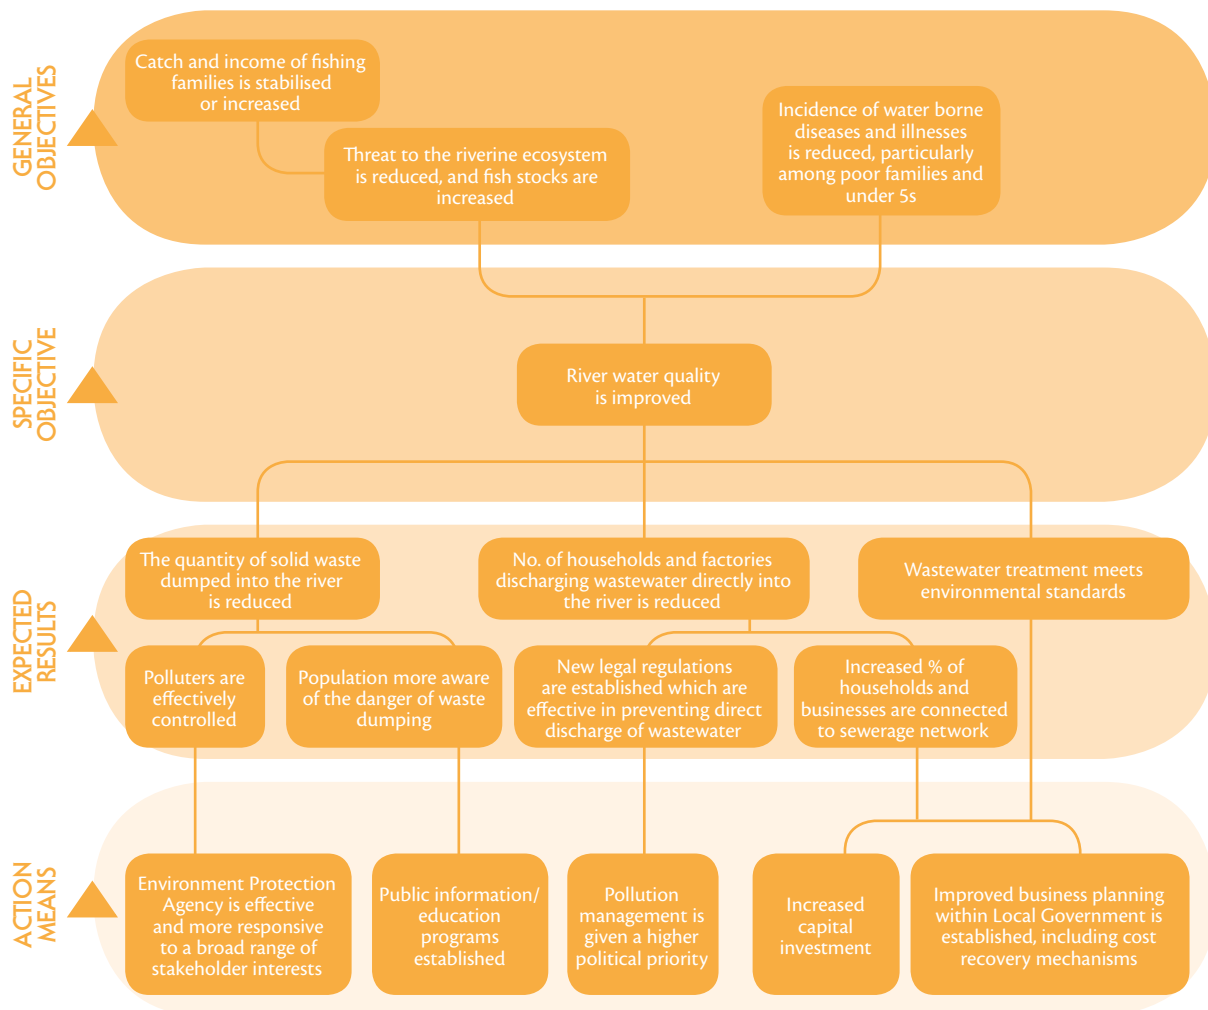 GENERAL
OBJECTIVES
Catch and income of fishing
families is stabilised
or increased
Threat to the riverine ecosystem
is reduced, and fish stocks are
increased
Incidence of water borne
diseases and illnesses
is reduced, particularly
among poor families and
under 5s
SPECIFIC
OBJECTIVE
River water quality
is improved
EXPECTED
RESULTS
The quantity of solid waste
dumped into the river
is reduced
No. of households and factories
discharging wastewater directly into
the river is reduced
Wastewater treatment meets
environmental standards
Polluters are
effectively
controlled
Population more aware
of the danger of waste
dumping
New legal regulations
are established which are
effective in preventing direct
discharge of wastewater
Increased % of
households and
businesses are connected
to sewerage network
ACTION
MEANS
Environment Protection
Agency is effective
and more responsive
to a broad range of
stakeholder interests
Public information/
education
programs
established
Pollution
management is
given a higher
political priority
Increased
capital
investment
Improved business planning
within Local Government is
established, including cost
recovery mechanisms